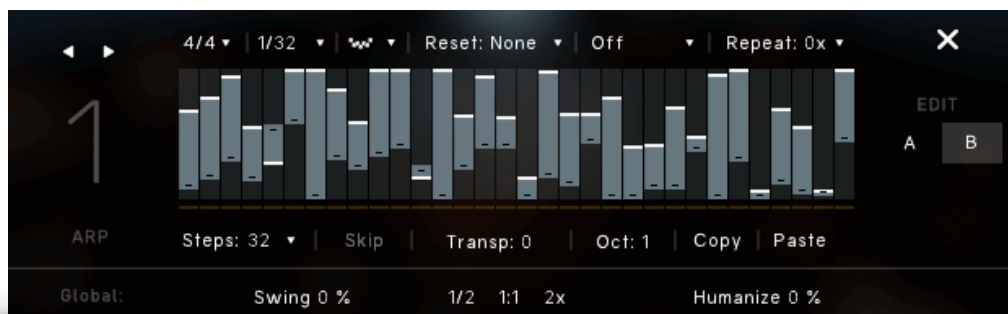 4/4 1/32 Reset: None Off Repeat: 0x
1
EDIT
A B
ARP
Steps: 32 Skip Transp: 0 Oct: 1 Copy Paste
Global: Swing 0 % 1/2 1:1 2x Humanize 0 %